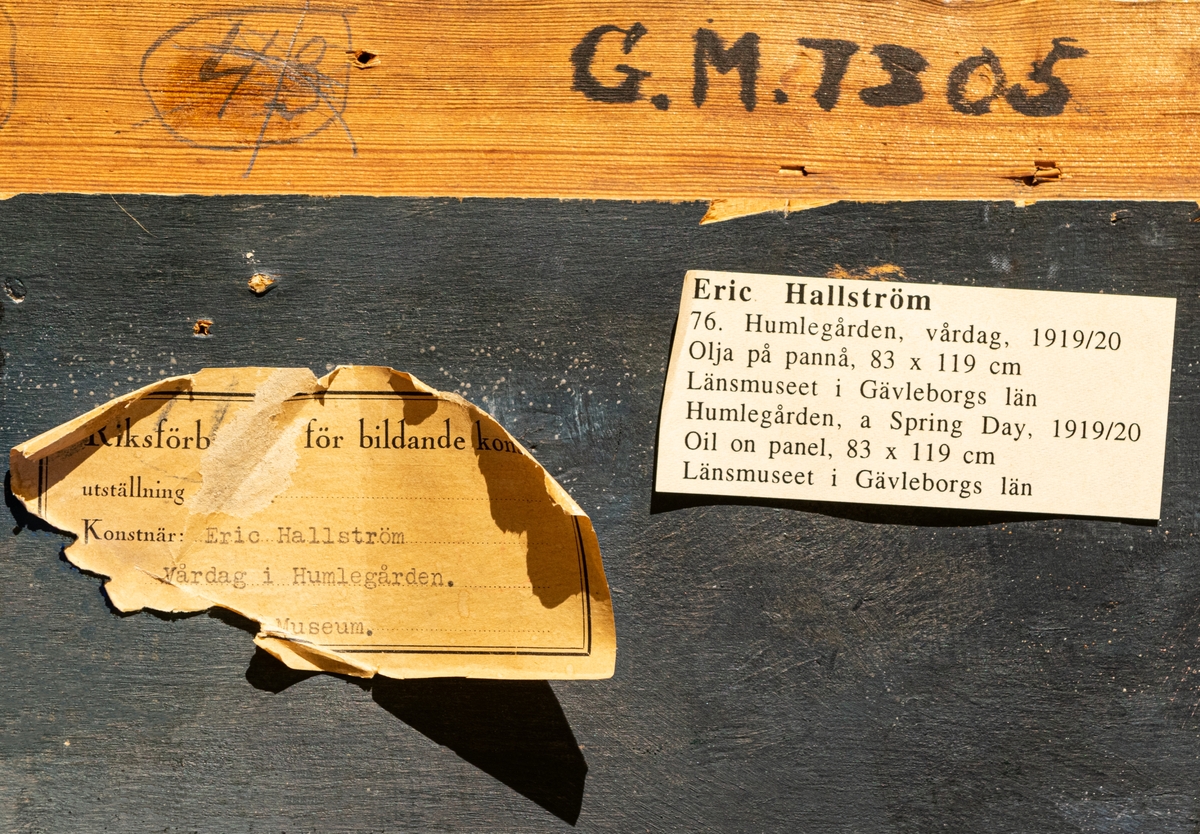 G.M.7305
Eric Hallström
76. Humlegården, vårdag, 1919/20
Olja på pannå, 83 x 119 cm
Länsmuseet i Gävleborgs län
Humlegården, a Spring Day, 1919/20
Oil on panel, 83 x 119 cm
Länsmuseet i Gävleborgs län
Riksförb för bildande kon
utställning
Konstnär: Eric Hallström
Vårdag i Humlegården.
Museum.